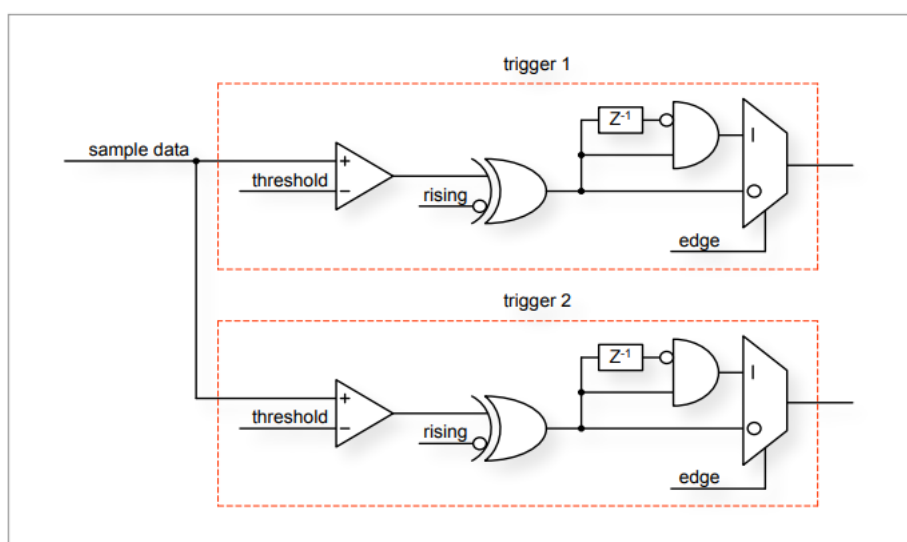 trigger 1
Z-1
sample data
threshold
+
−
rising
I
O
edge
trigger 2
Z-1
threshold
+
−
rising
I
O
edge